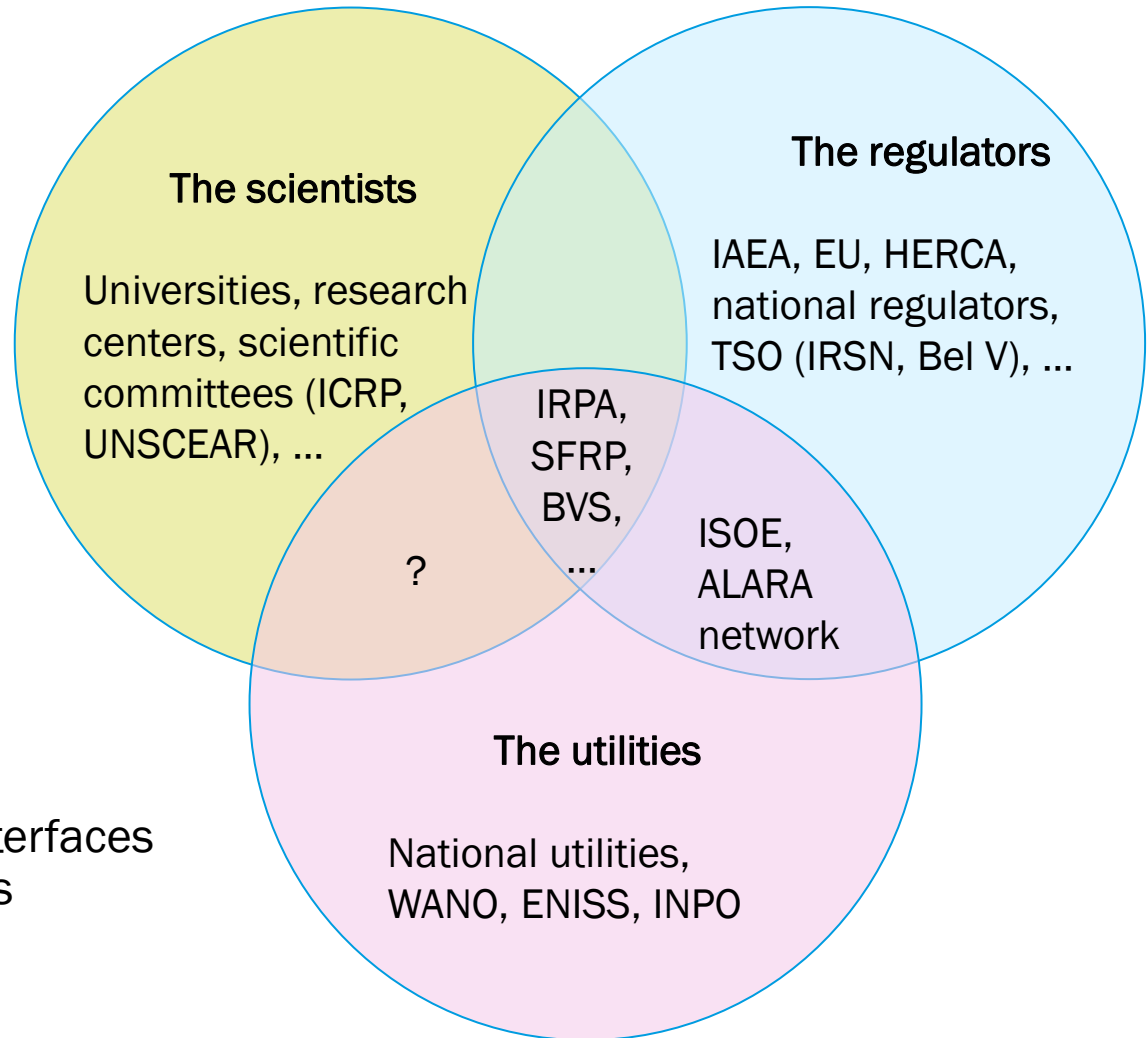 The scientists
Universities, research
centers, scientific
committees (ICRP,
UNSCEAR), ...
The regulators
IAEA, EU, HERCA,
national regulators,
TSO (IRSN, Bel V), ...
IRPA,
SFRP,
BVS,
...
?
ISOE,
ALARA
network
The utilities
National utilities,
WANO, ENISS, INPO
terfaces
s